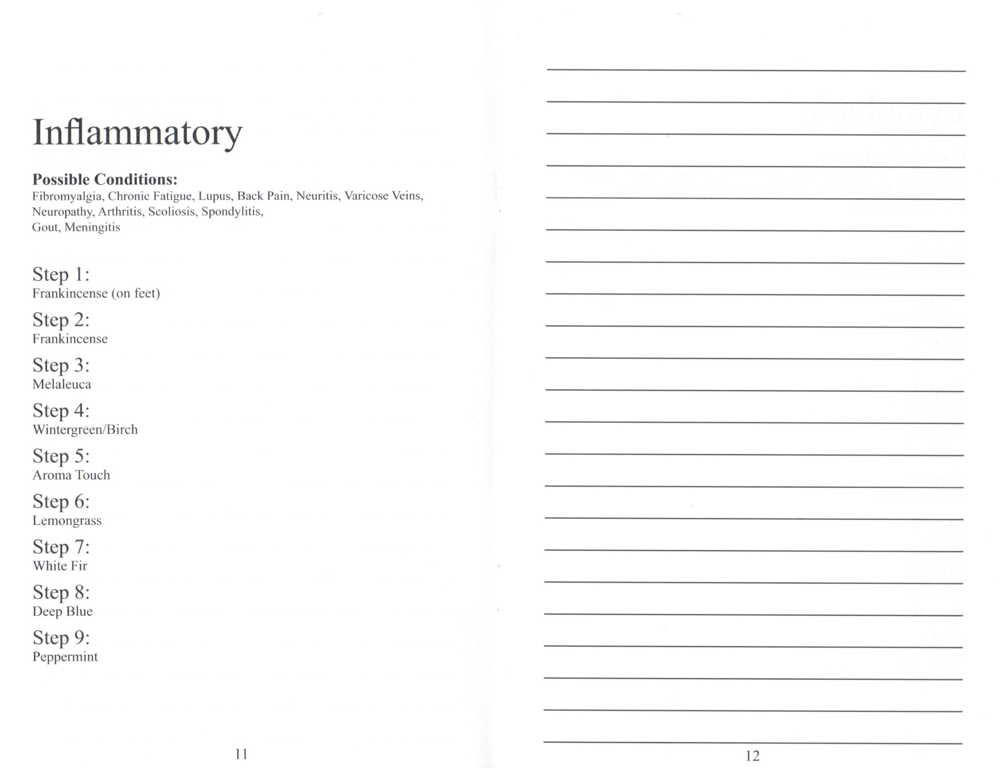 Inflammatory
Possible Conditions:
Fibromyalgia, Chronic Fatigue, Lupus, Back Pain, Neuritis, Varicose Veins,
Neuropathy, Arthritis, Scoliosis, Spondylitis,
Gout, Meningitis
Step 1:
Frankincense (on feet)
Step 2:
Frankincense
Step 3:
Melaleuca
Step 4:
Wintergreen/Birch
Step 5:
Aroma Touch
Step 6:
Lemongrass
Step 7:
White Fir
Step 8:
Deep Blue
Step 9:
Peppermint
11
12